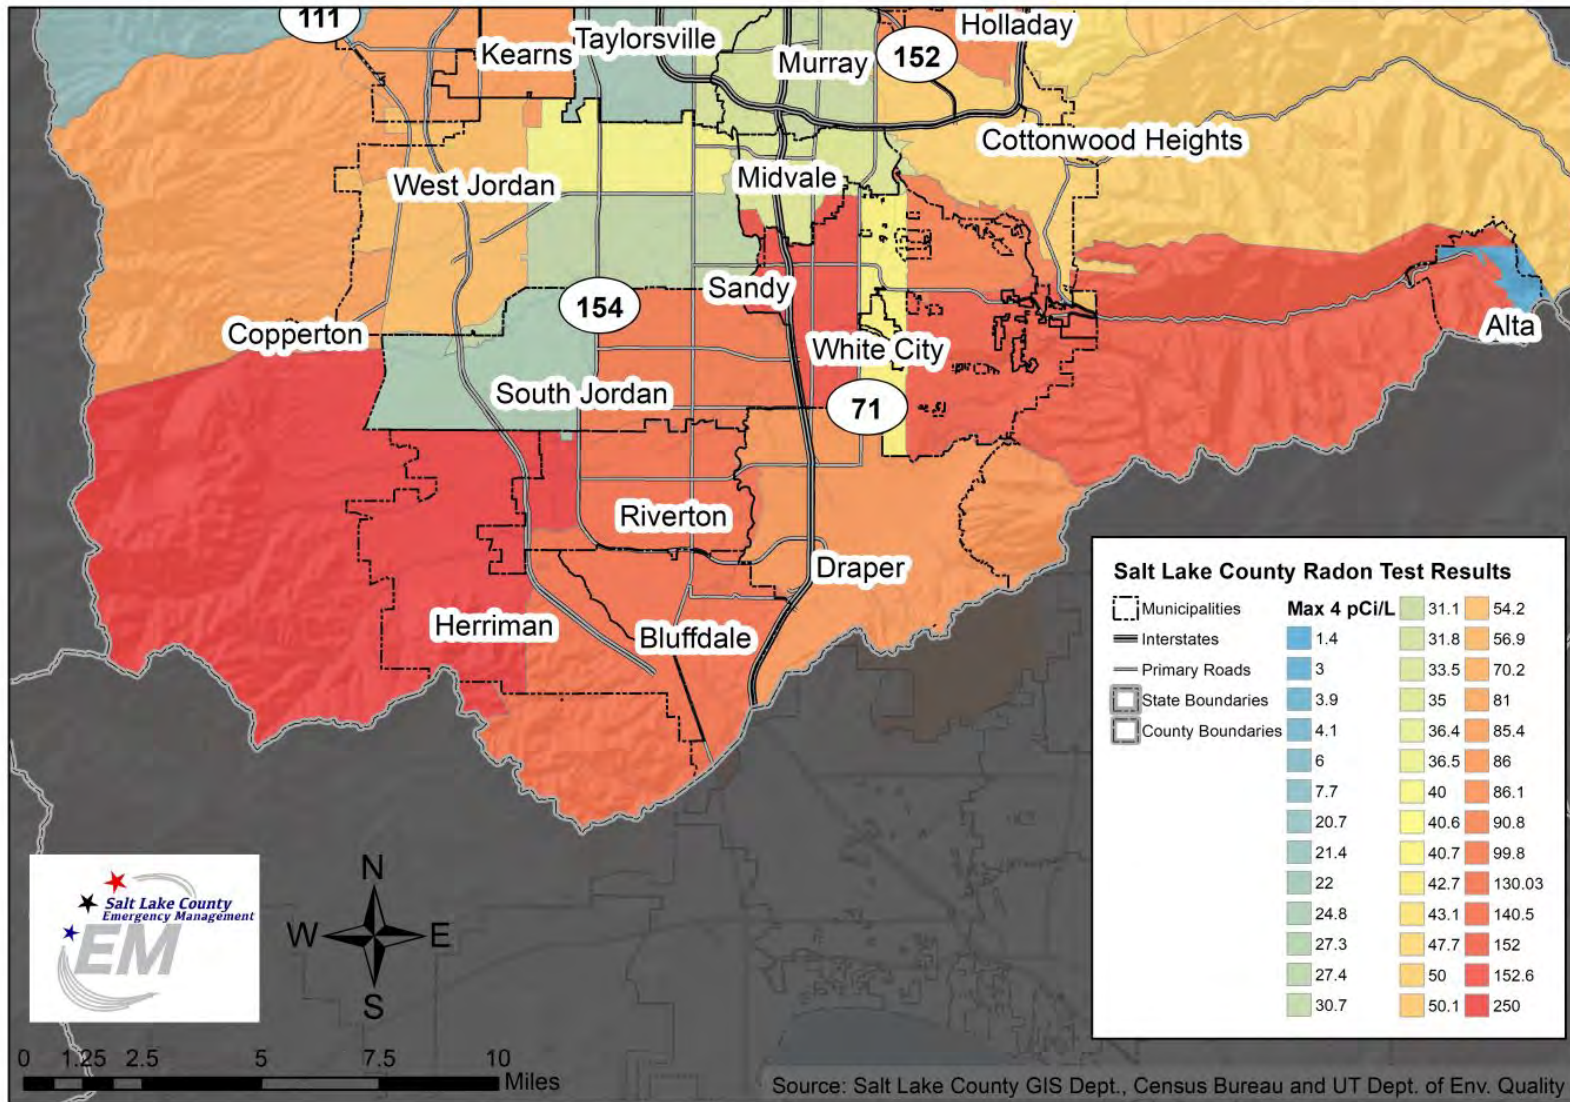 111
Kearns
Taylorsville
Murray
152
Holladay
Cottonwood Heights
West Jordan
Midvale
Sandy
154
Copperton
White City
Alta
South Jordan
71
Riverton
Draper
Herriman
Bluffdale
Salt Lake County Radon Test Results
Municipalities
Interstates
Primary Roads
State Boundaries
County Boundaries
Max 4 pCi/L
1.4
3
3.9
4.1
6
7.7
20.7
21.4
22
24.8
27.3
27.4
30.7
31.1
31.8
33.5
35
36.4
36.5
40
40.6
40.7
42.7
43.1
47.7
50
50.1
54.2
56.9
70.2
81
85.4
86
86.1
90.8
99.8
130.03
140.5
152
152.6
250
Salt Lake County
Emergency Management
EM
N
W E
S
0 1.25 2.5 5 7.5 10
Miles
Source: Salt Lake County GIS Dept., Census Bureau and UT Dept. of Env. Quality